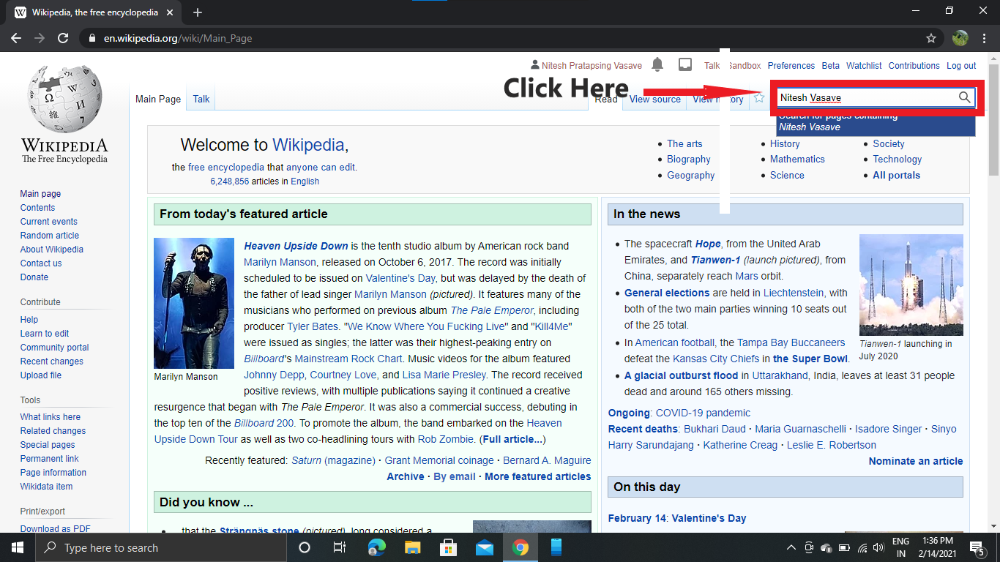 Wikipedia, the free encyclopedia
en.wikipedia.org/wiki/Main_Page
Nitesh Pratapsing Vasave Talk Sandbox Preferences Beta Watchlist Contributions Log out
Click Here
Main Page Talk Read View source View history Nitesh Vasave
Search for pages containing
Nitesh Vasave
WIKIPEDIA
The Free Encyclopedia
Main page
Contents
Current events
Random article
About Wikipedia
Contact us
Donate
Contribute
Help
Learn to edit
Community portal
Recent changes
Upload file
Tools
What links here
Related changes
Special pages
Permanent link
Page information
Wikidata item
Print/export
Download as PDF
Welcome to Wikipedia,
the free encyclopedia that anyone can edit.
6,248,856 articles in English
The arts
Biography
Geography
History
Mathematics
Science
Society
Technology
All portals
From today's featured article
Heaven Upside Down is the tenth studio album by American rock band
Marilyn Manson, released on October 6, 2017. The record was initially
scheduled to be issued on Valentine's Day, but was delayed by the death of
the father of lead singer Marilyn Manson (pictured). It features many of the
musicians who performed on previous album The Pale Emperor, including
producer Tyler Bates. "We Know Where You Fucking Live" and "Kill4Me"
were issued as singles; the latter was their highest-peaking entry on
Billboard's Mainstream Rock Chart. Music videos for the album featured
Johnny Depp, Courtney Love, and Lisa Marie Presley. The record received
positive reviews, with multiple publications saying it continued a creative
resurgence that began with The Pale Emperor. It was also a commercial success, debuting in
the top ten of the Billboard 200. To promote the album, the band embarked on the Heaven
Upside Down Tour as well as two co-headlining tours with Rob Zombie. (Full article...)
Marilyn Manson
Recently featured: Saturn (magazine) · Grant Memorial coinage · Bernard A. Maguire
Archive · By email · More featured articles
Did you know ...
... that the Strängnäs stone (pictured), long considered a
In the news
The spacecraft Hope, from the United Arab
Emirates, and Tianwen-1 (launch pictured), from
China, separately reach Mars orbit.
General elections are held in Liechtenstein, with
both of the two main parties winning 10 seats out
of the 25 total.
In American football, the Tampa Bay Buccaneers
defeat the Kansas City Chiefs in the Super Bowl.
A glacial outburst flood in Uttarakhand, India, leaves at least 31 people
dead and around 165 others missing.
Tianwen-1 launching in
July 2020
Ongoing: COVID-19 pandemic
Recent deaths: Bukhari Daud · Maria Guarnaschelli · Isadore Singer · Sinyo
Harry Sarundajang · Katherine Creag · Leslie E. Robertson
Nominate an article
On this day
February 14: Valentine's Day
Type here to search
ENG
IN
1:36 PM
2/14/2021
5